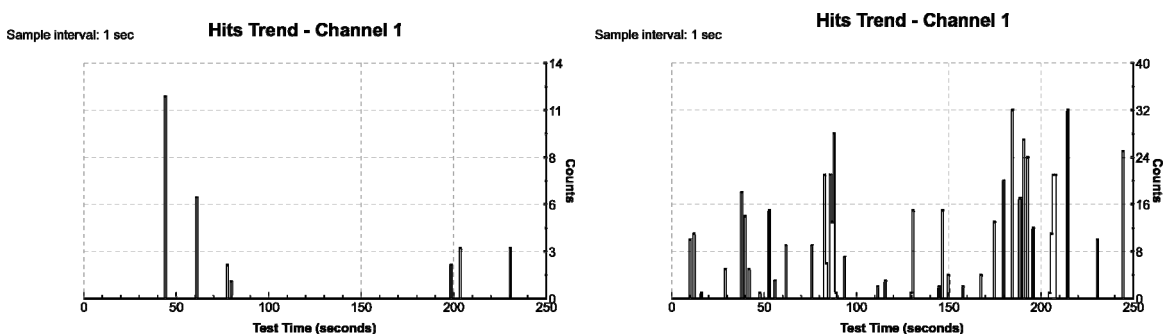 Hits Trend - Channel 1
Sample interval: 1 sec
14
11
8
6
3
0
Counts
0 50 100 150 200 250
Test Time (seconds)
Hits Trend - Channel 1
Sample interval: 1 sec
40
32
24
16
8
0
Counts
0 50 100 150 200 250
Test Time (seconds)